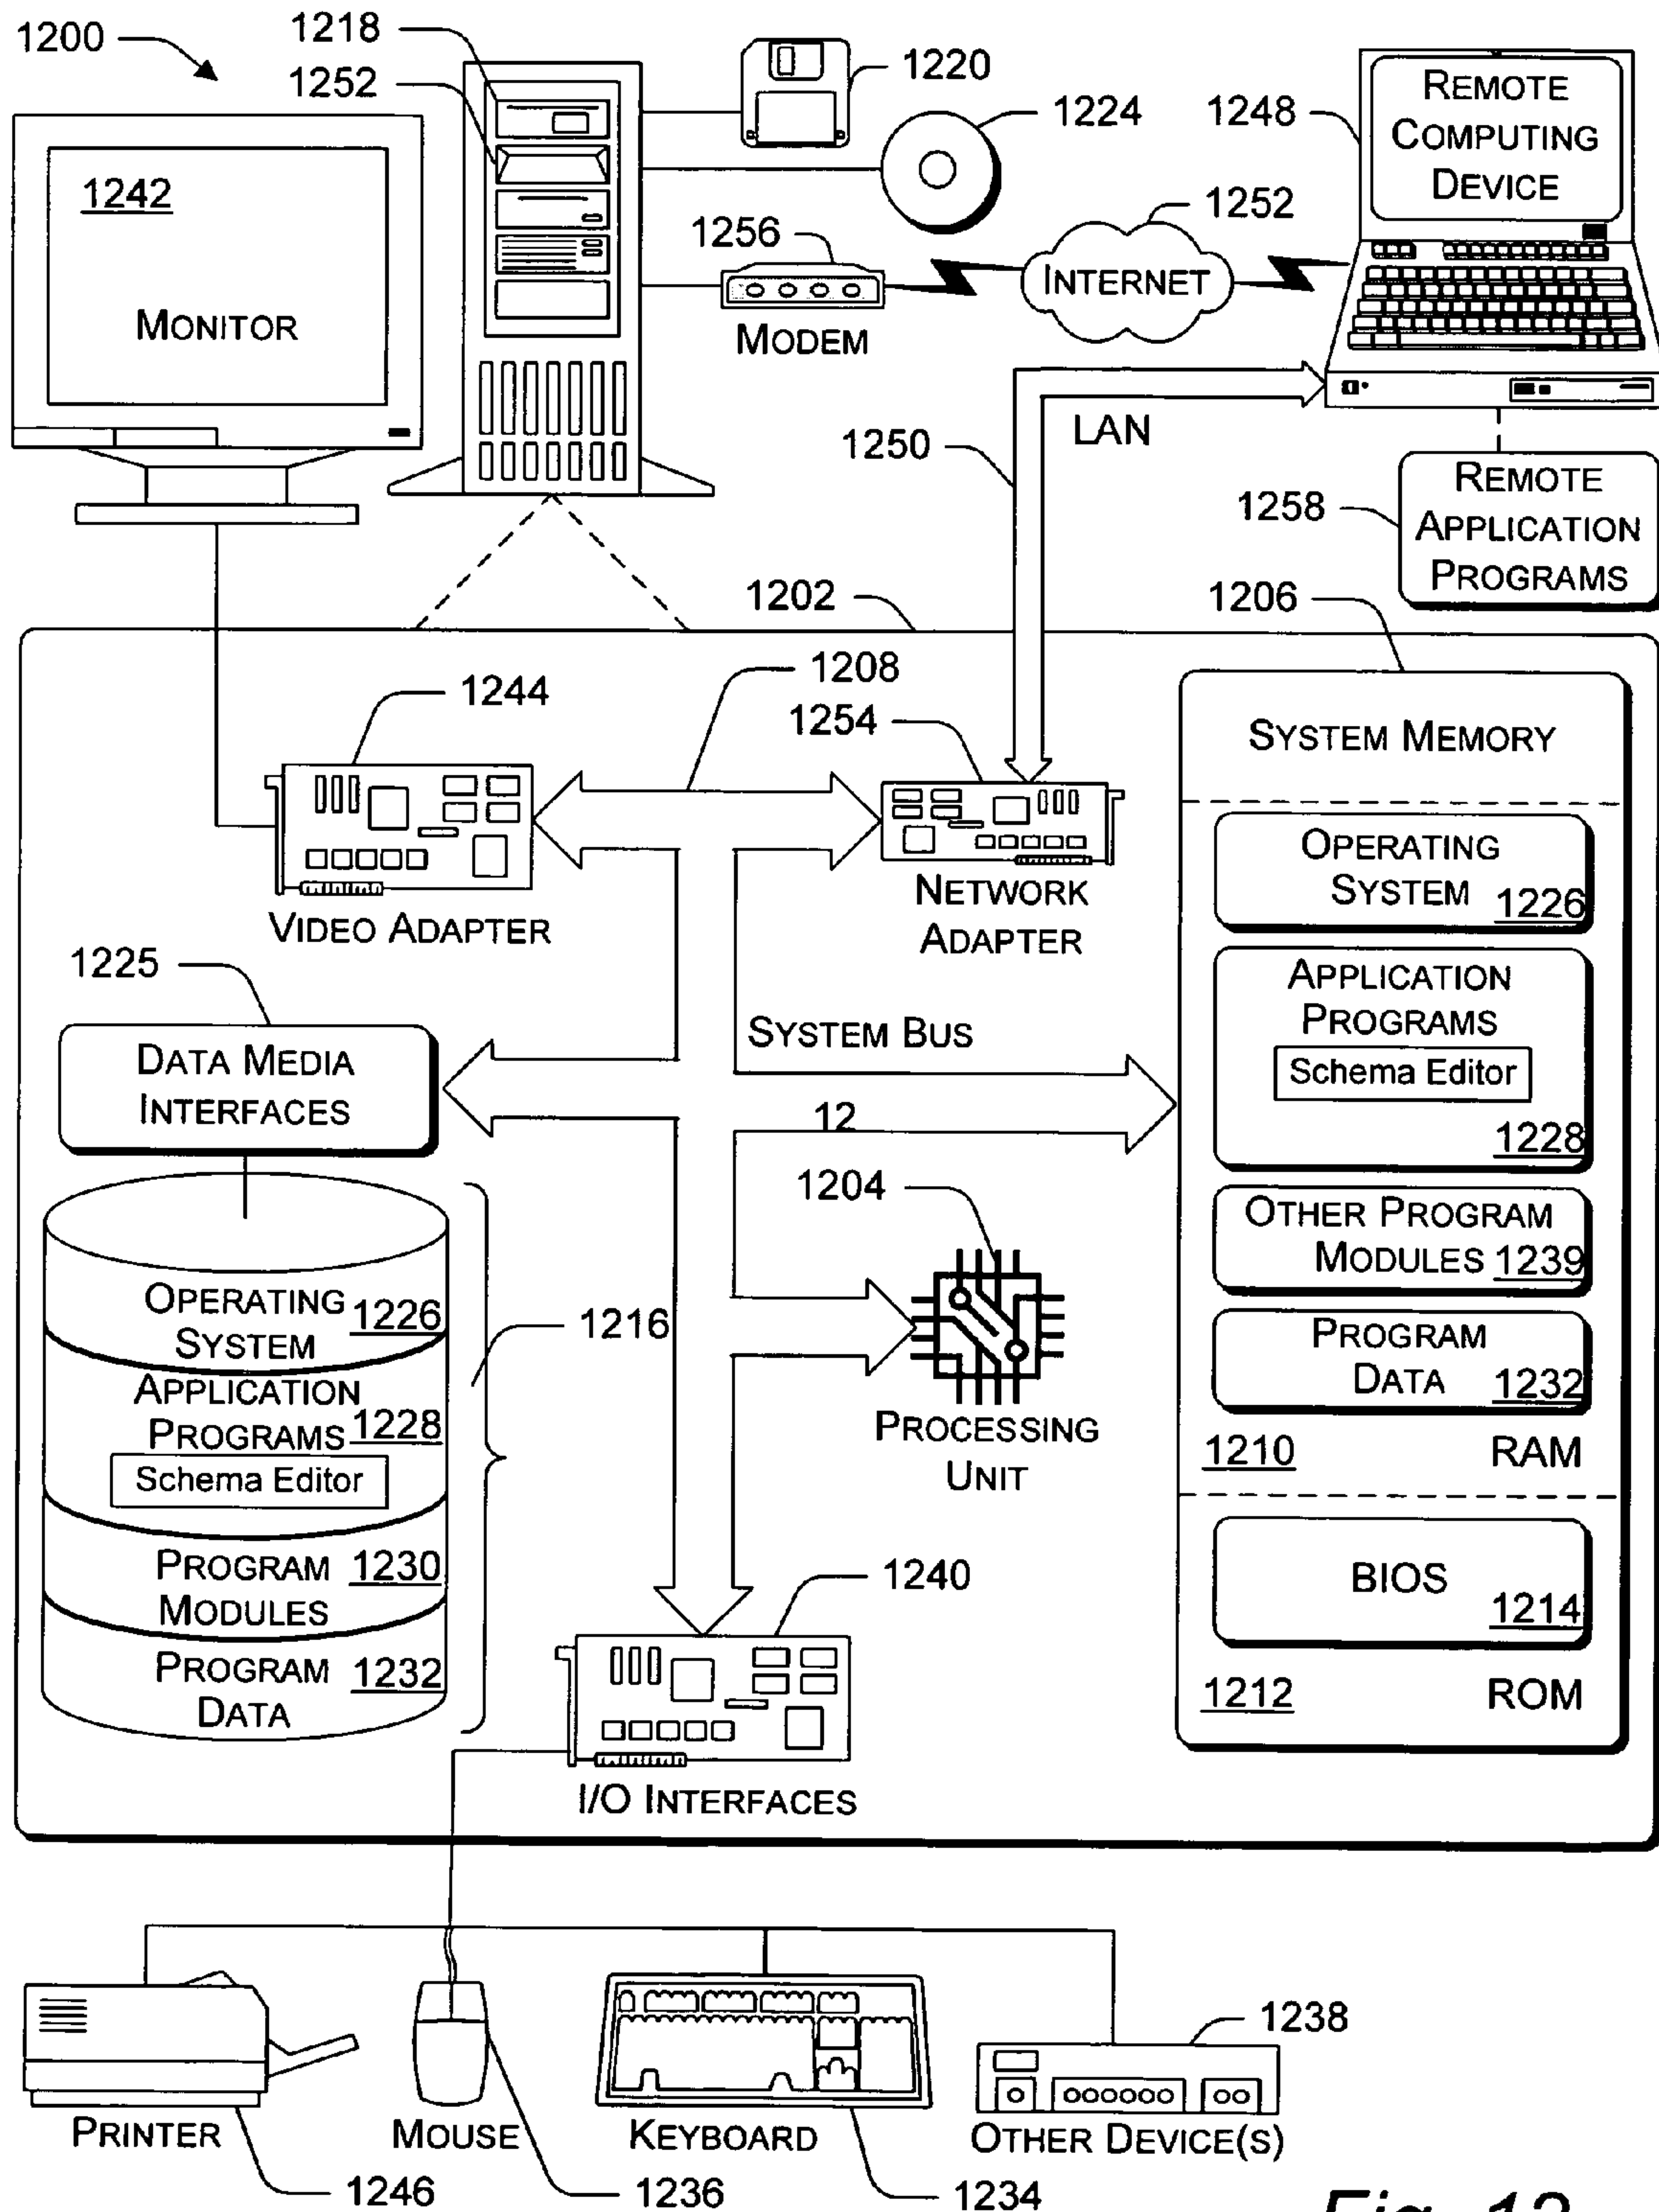 1200
1218
1252
1220
1224
1248
REMOTE
COMPUTING
DEVICE
1242
MONITOR
1256
MODEM
1252
INTERNET
LAN
1250
1258
REMOTE
APPLICATION
PROGRAMS
1202
1206
1208
1244
1254
VIDEO ADAPTER
NETWORK
ADAPTER
SYSTEM MEMORY
OPERATING
SYSTEM 1226
APPLICATION
PROGRAMS
Schema Editor
1228
OTHER PROGRAM
MODULES 1239
PROGRAM
DATA 1232
1210 RAM
BIOS
1214
1212 ROM
1225
DATA MEDIA
INTERFACES
SYSTEM BUS
12
1204
PROCESSING
UNIT
OPERATING 1226
SYSTEM
APPLICATION
PROGRAMS 1228
Schema Editor
PROGRAM 1230
MODULES
PROGRAM 1232
DATA
1216
1240
I/O INTERFACES
PRINTER
1246
MOUSE
1236
KEYBOARD
1234
1238
OTHER DEVICE(S)
Fig. 12